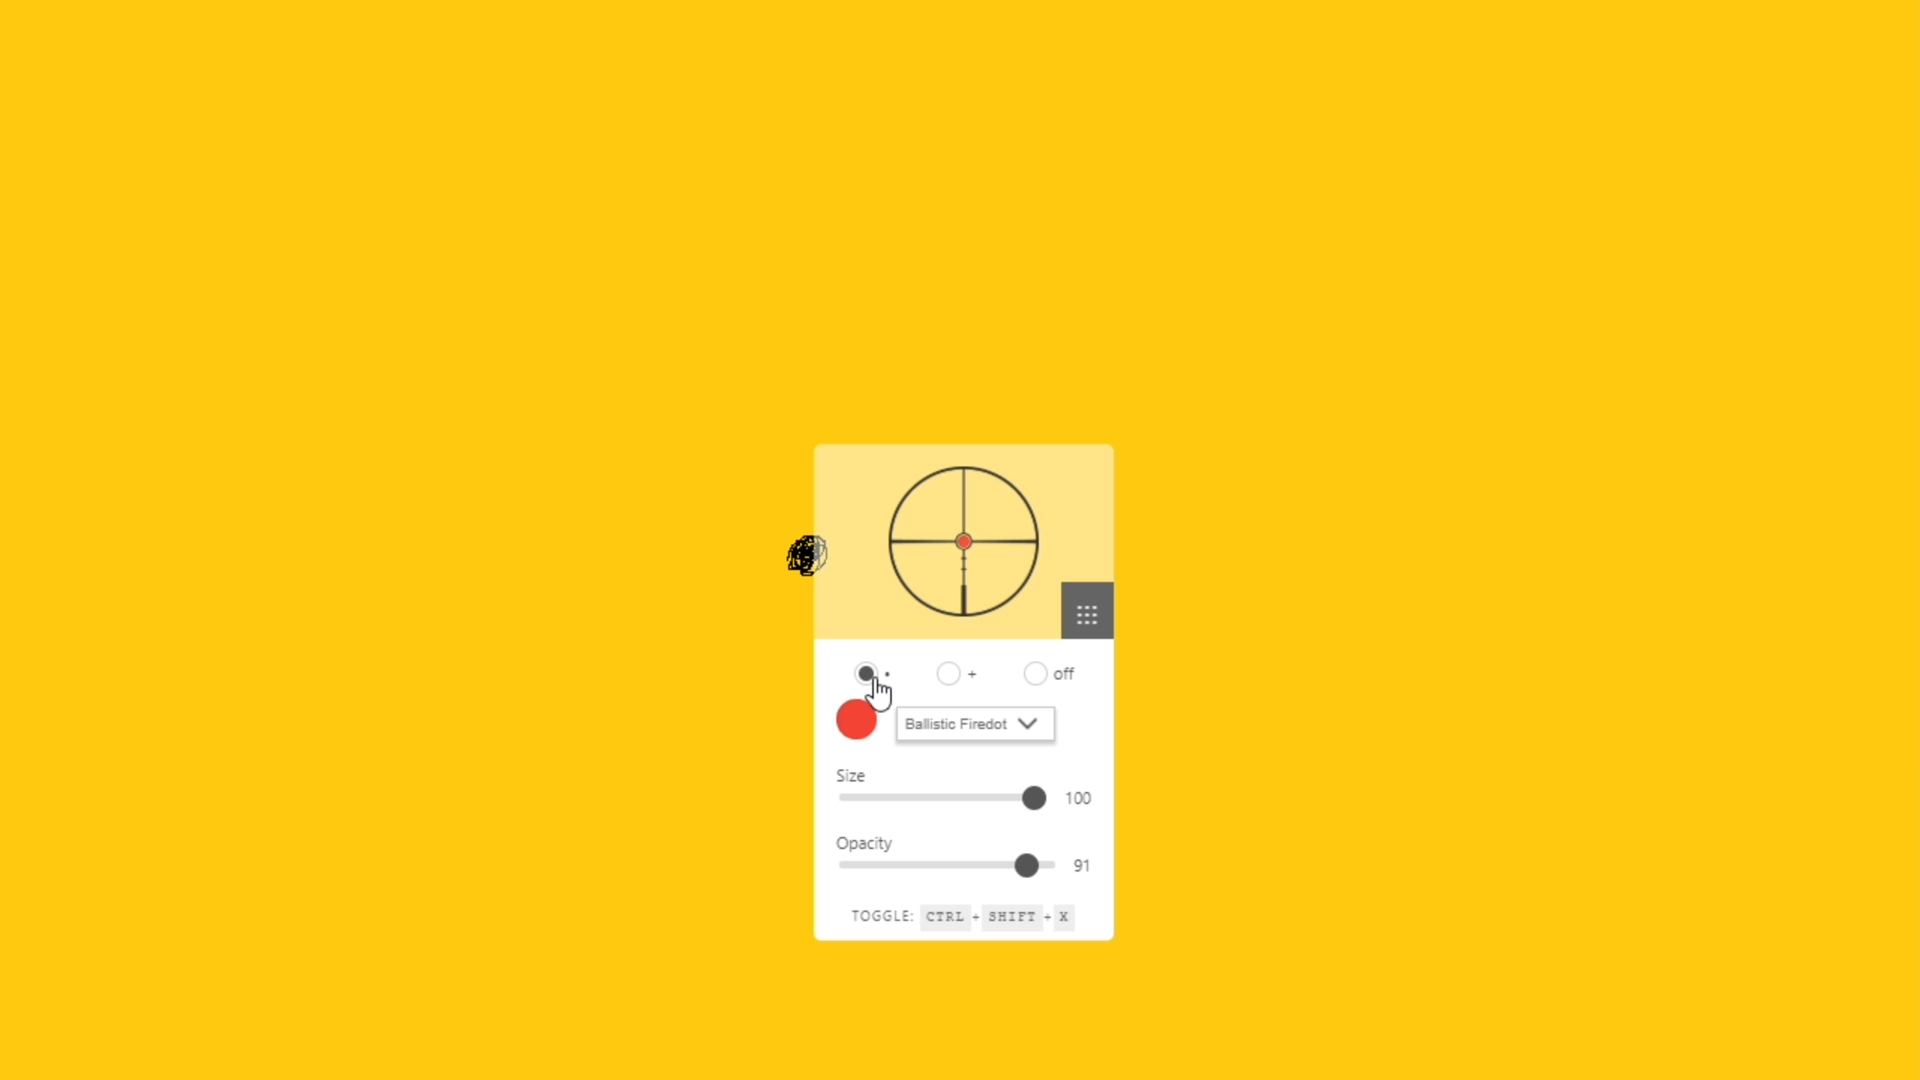 • + off
Ballistic Firedot
Size
100
Opacity
91
TOGGLE: CTRL + SHIFT + X